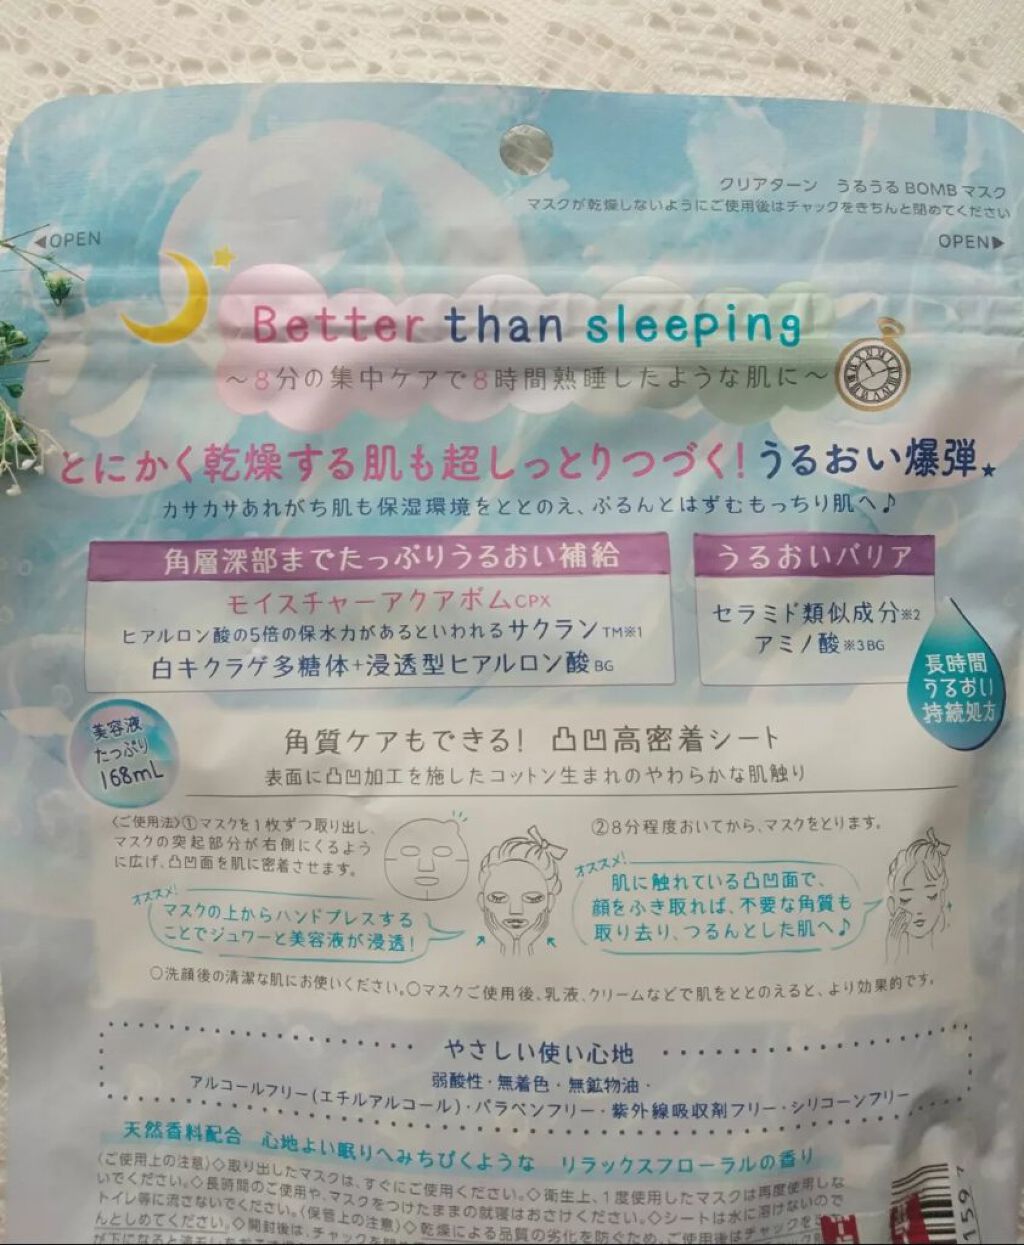 クリアターン うるうるBOMBマスク
マスクが乾燥しないようにご使用後はチャックをきちんと閉めてください
◀OPEN
OPEN▶
Better than sleeping
～8分の集中ケアで8時間熟睡したような肌に～
とにかく乾燥する肌も超しっとりつづく!うるおい爆弾★
カサカサあれがち肌も保湿環境をととのえ、ぷるんとはずむもっちり肌へ♪
角層深部までたっぷりうるおい補給
モイスチャーアクアボムCPX
ヒアルロン酸の5倍の保水力があるといわれるサクランTM※1
白キクラゲ多糖体+浸透型ヒアルロン酸BG
うるおいバリア
セラミド類似成分※2
アミノ酸※3BG
長時間
うるおい
持続処方
美容液
たっぷり
168mL
角質ケアもできる! 凸凹高密着シート
表面に凸凹加工を施したコットン生まれのやわらかな肌触り
〈ご使用法〉①マスクを1枚ずつ取り出し、
マスクの突起部分が右側にくるよう
に広げ、凸凹面を肌に密着させます。
オススメ!
マスクの上からハンドプレスする
ことでジュワーと美容液が浸透!
②8分程度おいてから、マスクをとります。
オススメ!
肌に触れている凸凹面で、
顔をふき取れば、不要な角質も
取り去り、つるんとした肌へ♪
○洗顔後の清潔な肌にお使いください。○マスクご使用後、乳液、クリームなどで肌をととのえると、より効果的です。
やさしい使い心地
弱酸性・無着色・無鉱物油・
アルコールフリー(エチルアルコール)・パラベンフリー・紫外線吸収剤フリー・シリコーンフリー
天然香料配合 心地よい眠りへみちびくような リラックスフローラルの香り
〈ご使用上の注意〉◇取り出したマスクは、すぐにご使用ください。◇衛生上、1度使用したマスクは再度使用しな
いでください。◇長時間のご使用や、マスクをつけたままの就寝はおさけください。◇シートは水に溶けないので
トイレ等に流さないでください。〈保管上の注意〉◇乾燥による品質の劣化を防ぐため、ご使用後はチャックを
んとしめてください。◇開封後は、チャックを
が下になると液モレ
1597